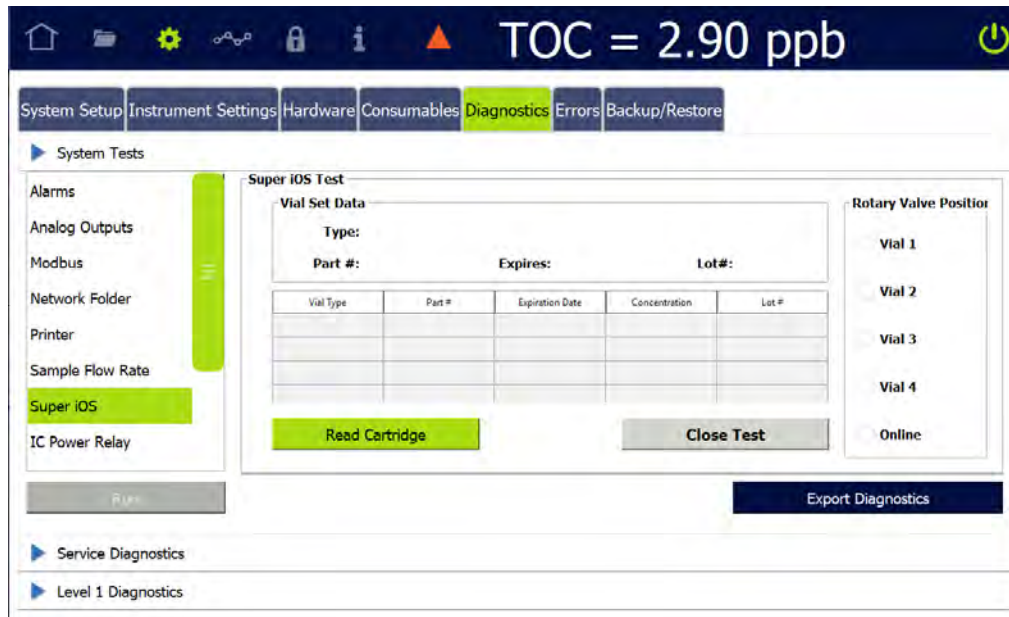 TOC = 2.90 ppb
System Setup Instrument Settings Hardware Consumables Diagnostics Errors Backup/Restore
System Tests
Alarms
Analog Outputs
Modbus
Network Folder
Printer
Sample Flow Rate
Super iOS
IC Power Relay
Run
Super iOS Test
Vial Set Data
Type:
Part #: Expires: Lot#:
Vial Type Part # Expiration Date Concentration Lot #
Read Cartridge Close Test
Rotary Valve Position
Vial 1
Vial 2
Vial 3
Vial 4
Online
Export Diagnostics
Service Diagnostics
Level 1 Diagnostics